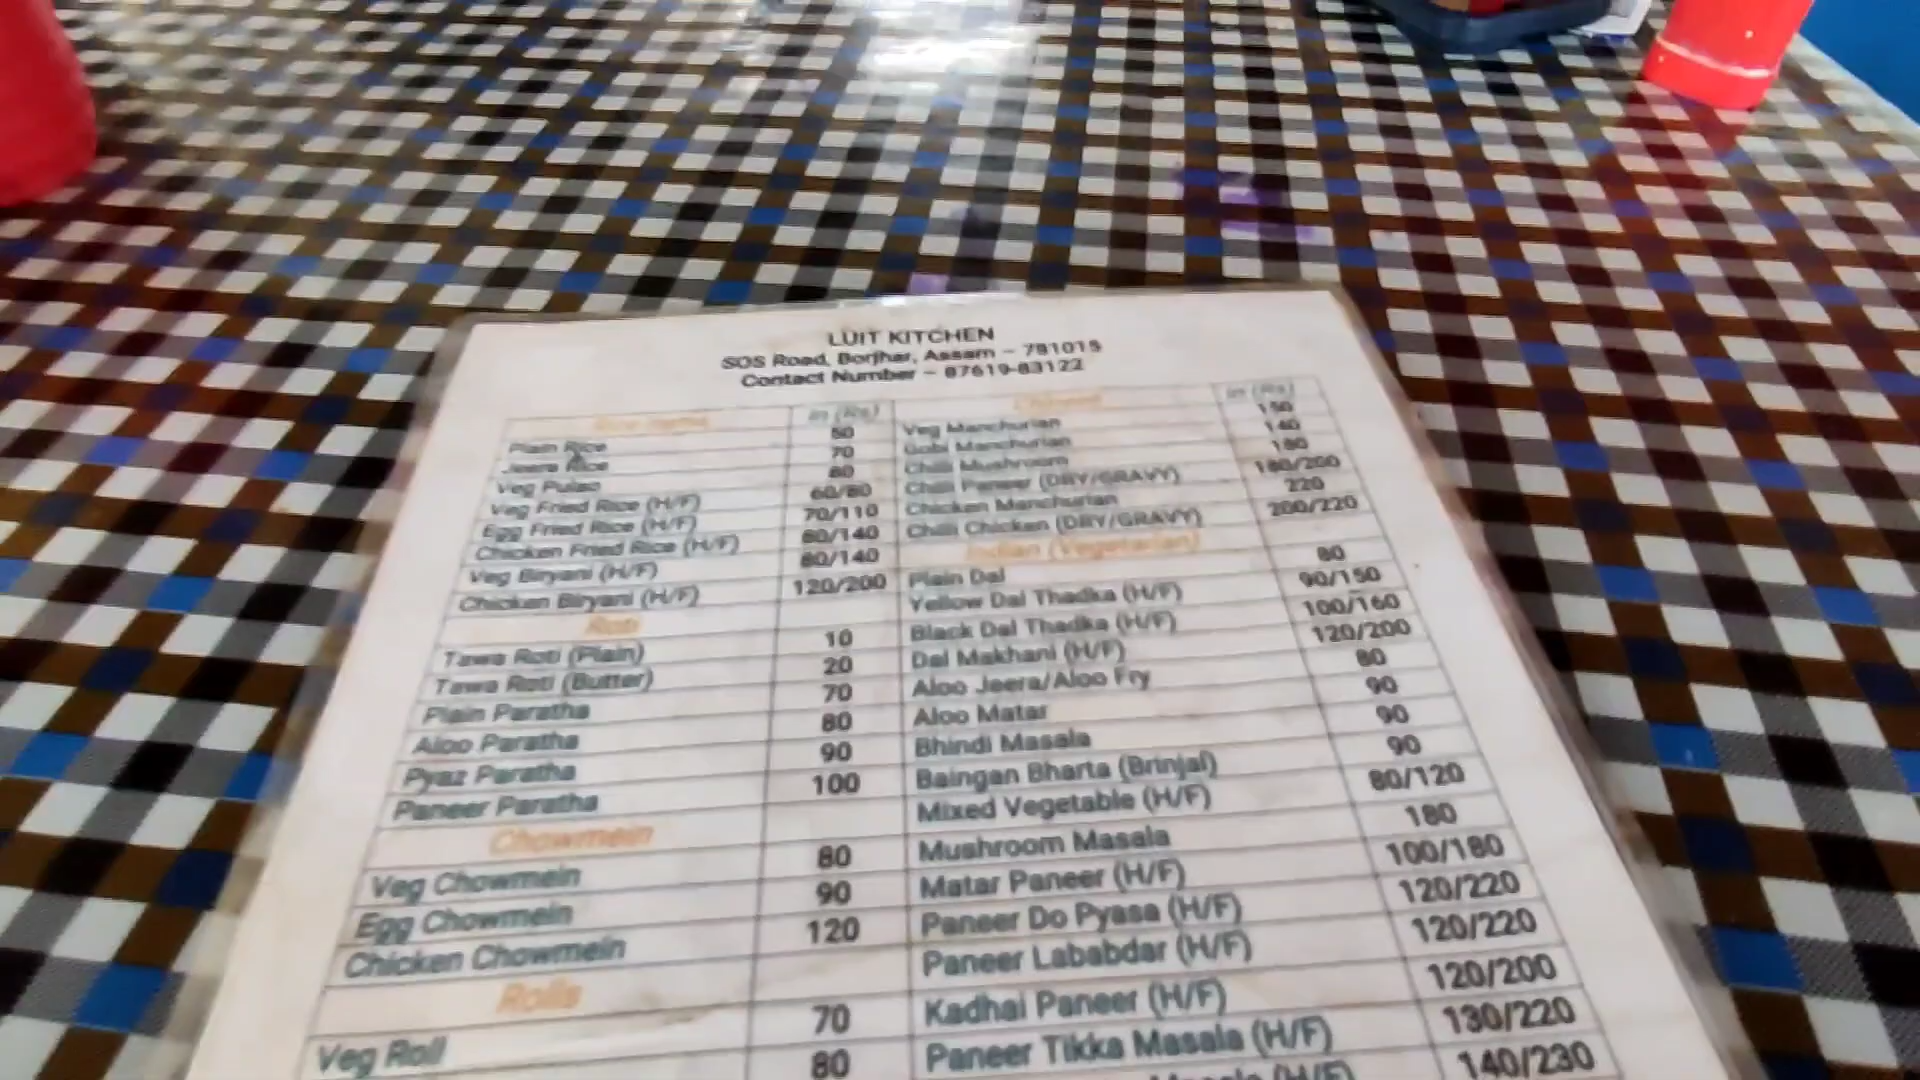 LUIT KITCHEN
SOS Road, Borjhar, Assam – 781015
Contact Number – 87619-83122
Rice Items In (Rs)
Plain Rice 50
Jeera Rice 70
Veg Pulao 80
Veg Fried Rice (H/F) 60/80
Egg Fried Rice (H/F) 70/110
Chicken Fried Rice (H/F) 80/140
Veg Biryani (H/F) 80/140
Chicken Biryani (H/F) 120/200
Roti
Tawa Roti (Plain) 10
Tawa Roti (Butter) 20
Plain Paratha 70
Aloo Paratha 80
Pyaz Paratha 90
Paneer Paratha 100
Chowmein
Veg Chowmein 80
Egg Chowmein 90
Chicken Chowmein 120
Rolls
Veg Roll 70
80
In (Rs)
Veg Manchurian 150
Gobi Manchurian 140
Chilli Mushroom 180
Chilli Paneer (DRY/GRAVY) 180/200
Chicken Manchurian 220
Chilli Chicken (DRY/GRAVY) 200/220
Indian (Vegetarian)
Plain Dal 80
Yellow Dal Thadka (H/F) 90/150
Black Dal Thadka (H/F) 100/160
Dal Makhani (H/F) 120/200
Aloo Jeera/Aloo Fry 80
Aloo Matar 90
Bhindi Masala 90
Baingan Bharta (Brinjal) 90
Mixed Vegetable (H/F) 80/120
Mushroom Masala 180
Matar Paneer (H/F) 100/180
Paneer Do Pyasa (H/F) 120/220
Paneer Lababdar (H/F) 120/220
Kadhai Paneer (H/F) 120/200
Paneer Tikka Masala (H/F) 130/220
Masala (H/F) 140/230